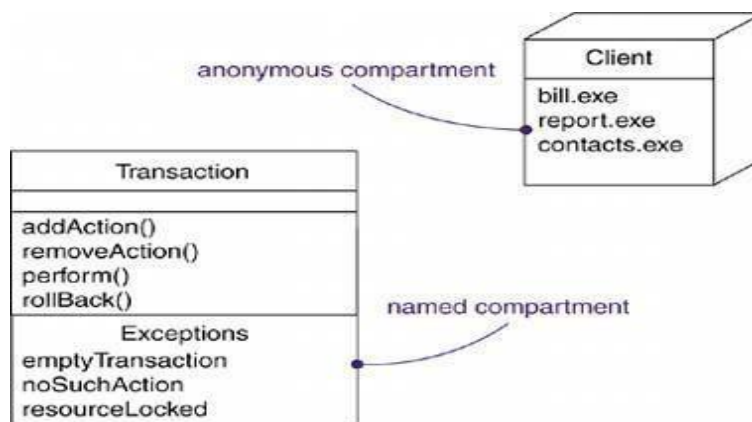 anonymous compartment
Client
bill.exe
report.exe
contacts.exe
Transaction
addAction()
removeAction()
perform()
rollBack()
named compartment
Exceptions
emptyTransaction
noSuchAction
resourceLocked